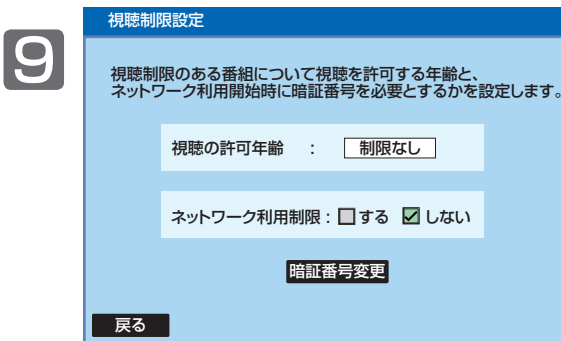 9
視聴制限設定
視聴制限のある番組について視聴を許可する年齢と、
ネットワーク利用開始時に暗証番号を必要とするかを設定します。
視聴の許可年齢　：　制限なし
ネットワーク利用制限：□する ☑しない
暗証番号変更
戻る